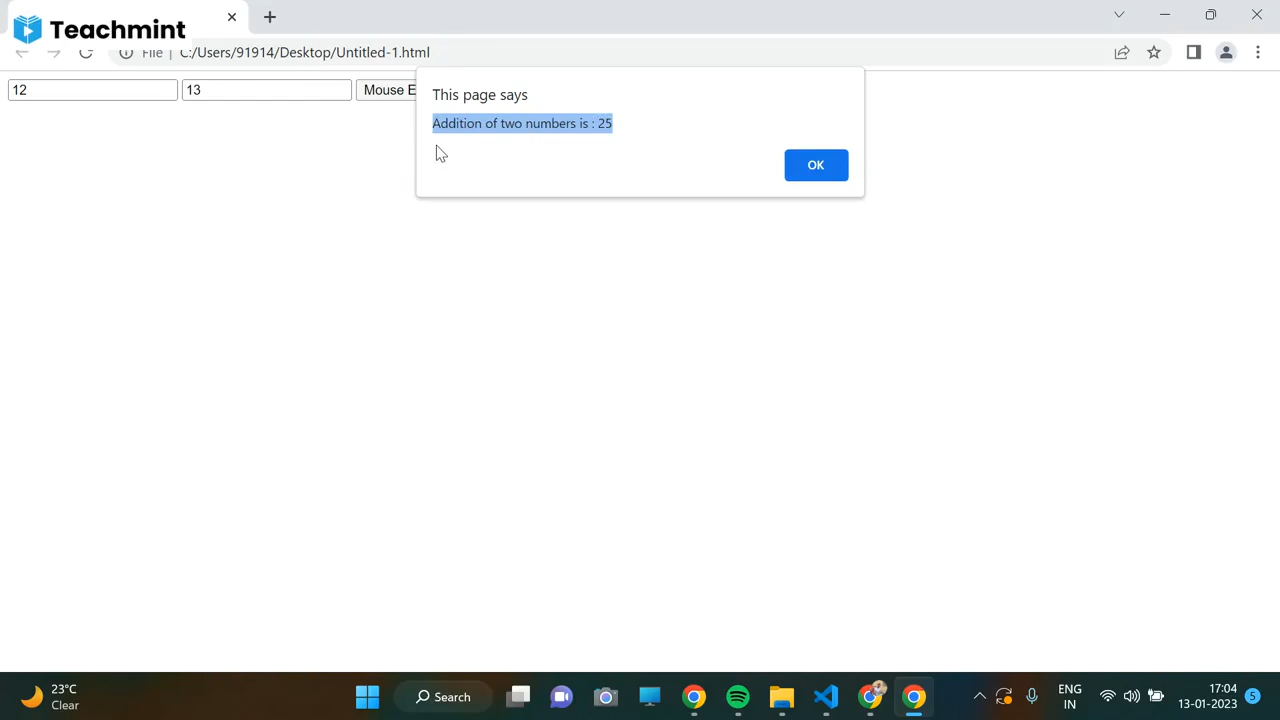 Teachmint
File | C:/Users/91914/Desktop/Untitled-1.html
12
13
Mouse E
This page says
Addition of two numbers is : 25
OK
23°C
Clear
Search
ENG
IN
17:04
13-01-2023
5